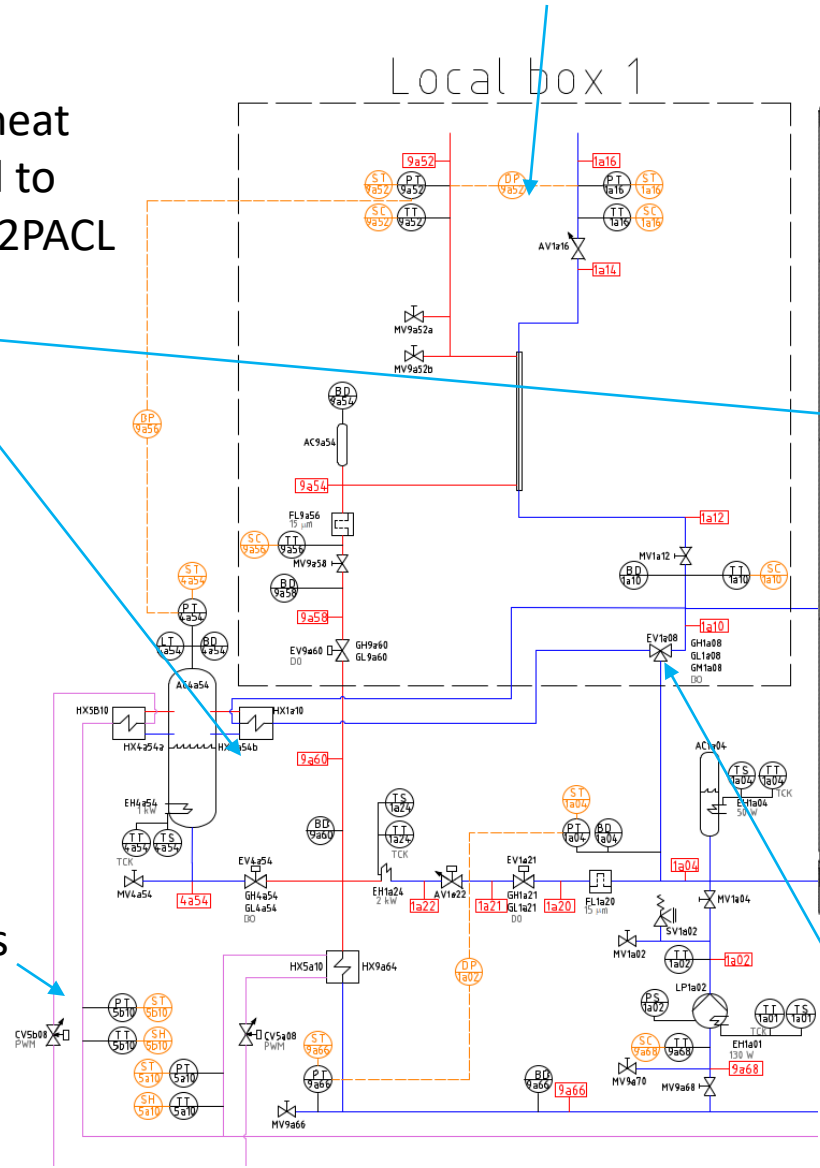 Local box 1
heat
to
2PACL
9a52
1a16
ST
9a52
PT
9a52
DP
9a52
PT
1a16
ST
1a16
SC
9a52
TT
9a52
TT
1a16
SC
1a16
AV1a16
1a14
MV9a52a
MV9a52b
BD
9a54
DP
9a56
AC9a54
9a54
FL9a56
15 µm
1a12
SC
9a56
TT
9a56
MV9a58
MV1a12
BD
9a58
BD
1a10
TT
1a10
SC
1a10
ST
4a54
PT
4a54
9a58
1a10
LT
4a54
BD
4a54
EV9a60
DO
GH9a60
GL9a60
EV1a08
GH1a08
GL1a08
GM1a08
DO
AC4a54
HX5B10
HX1a10
HX4a54a
9a60
AC1a04
TS
1a04
TT
1a04
TCK
EH1a04
50 W
EH4a54
1 kW
TS
1a24
ST
1a04
BD
9a60
TT
1a24
TCK
PT
1a04
BD
1a04
TT
4a54
TS
4a54
TCK
MV4a54
4a54
EV4a54
GH4a54
GL4a54
DO
EH1a24
2 kW
1a22
AV1a22
1a21
EV1a21
GH1a21
GL1a21
DO
1a20
FL1a20
15 µm
1a04
MV1a04
SV1a02
MV1a02
TT
1a02
1a02
s
HX5a10
HX9a64
DP
1a02
LP1a02
PS
1a02
TT
1a01
TS
1a01
TCK
EH1a01
130 W
PT
5b10
ST
5b10
CV5b08
PWM
TT
5b10
SH
5b10
CV5a08
PWM
ST
9a66
SC
9a68
TT
9a68
ST
5a10
PT
5a10
PT
9a66
BD
9a66
9a66
MV9a70
9a68
MV9a68
SH
5a10
TT
5a10
MV9a66